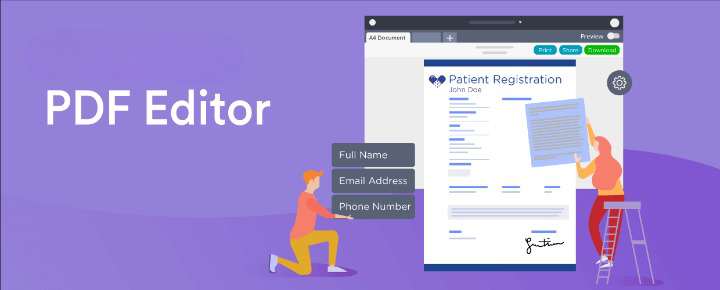 PDF Editor
A4 Document
Preview
Print
Share
Download
Patient Registration
John Doe
Full Name
Email Address
Phone Number